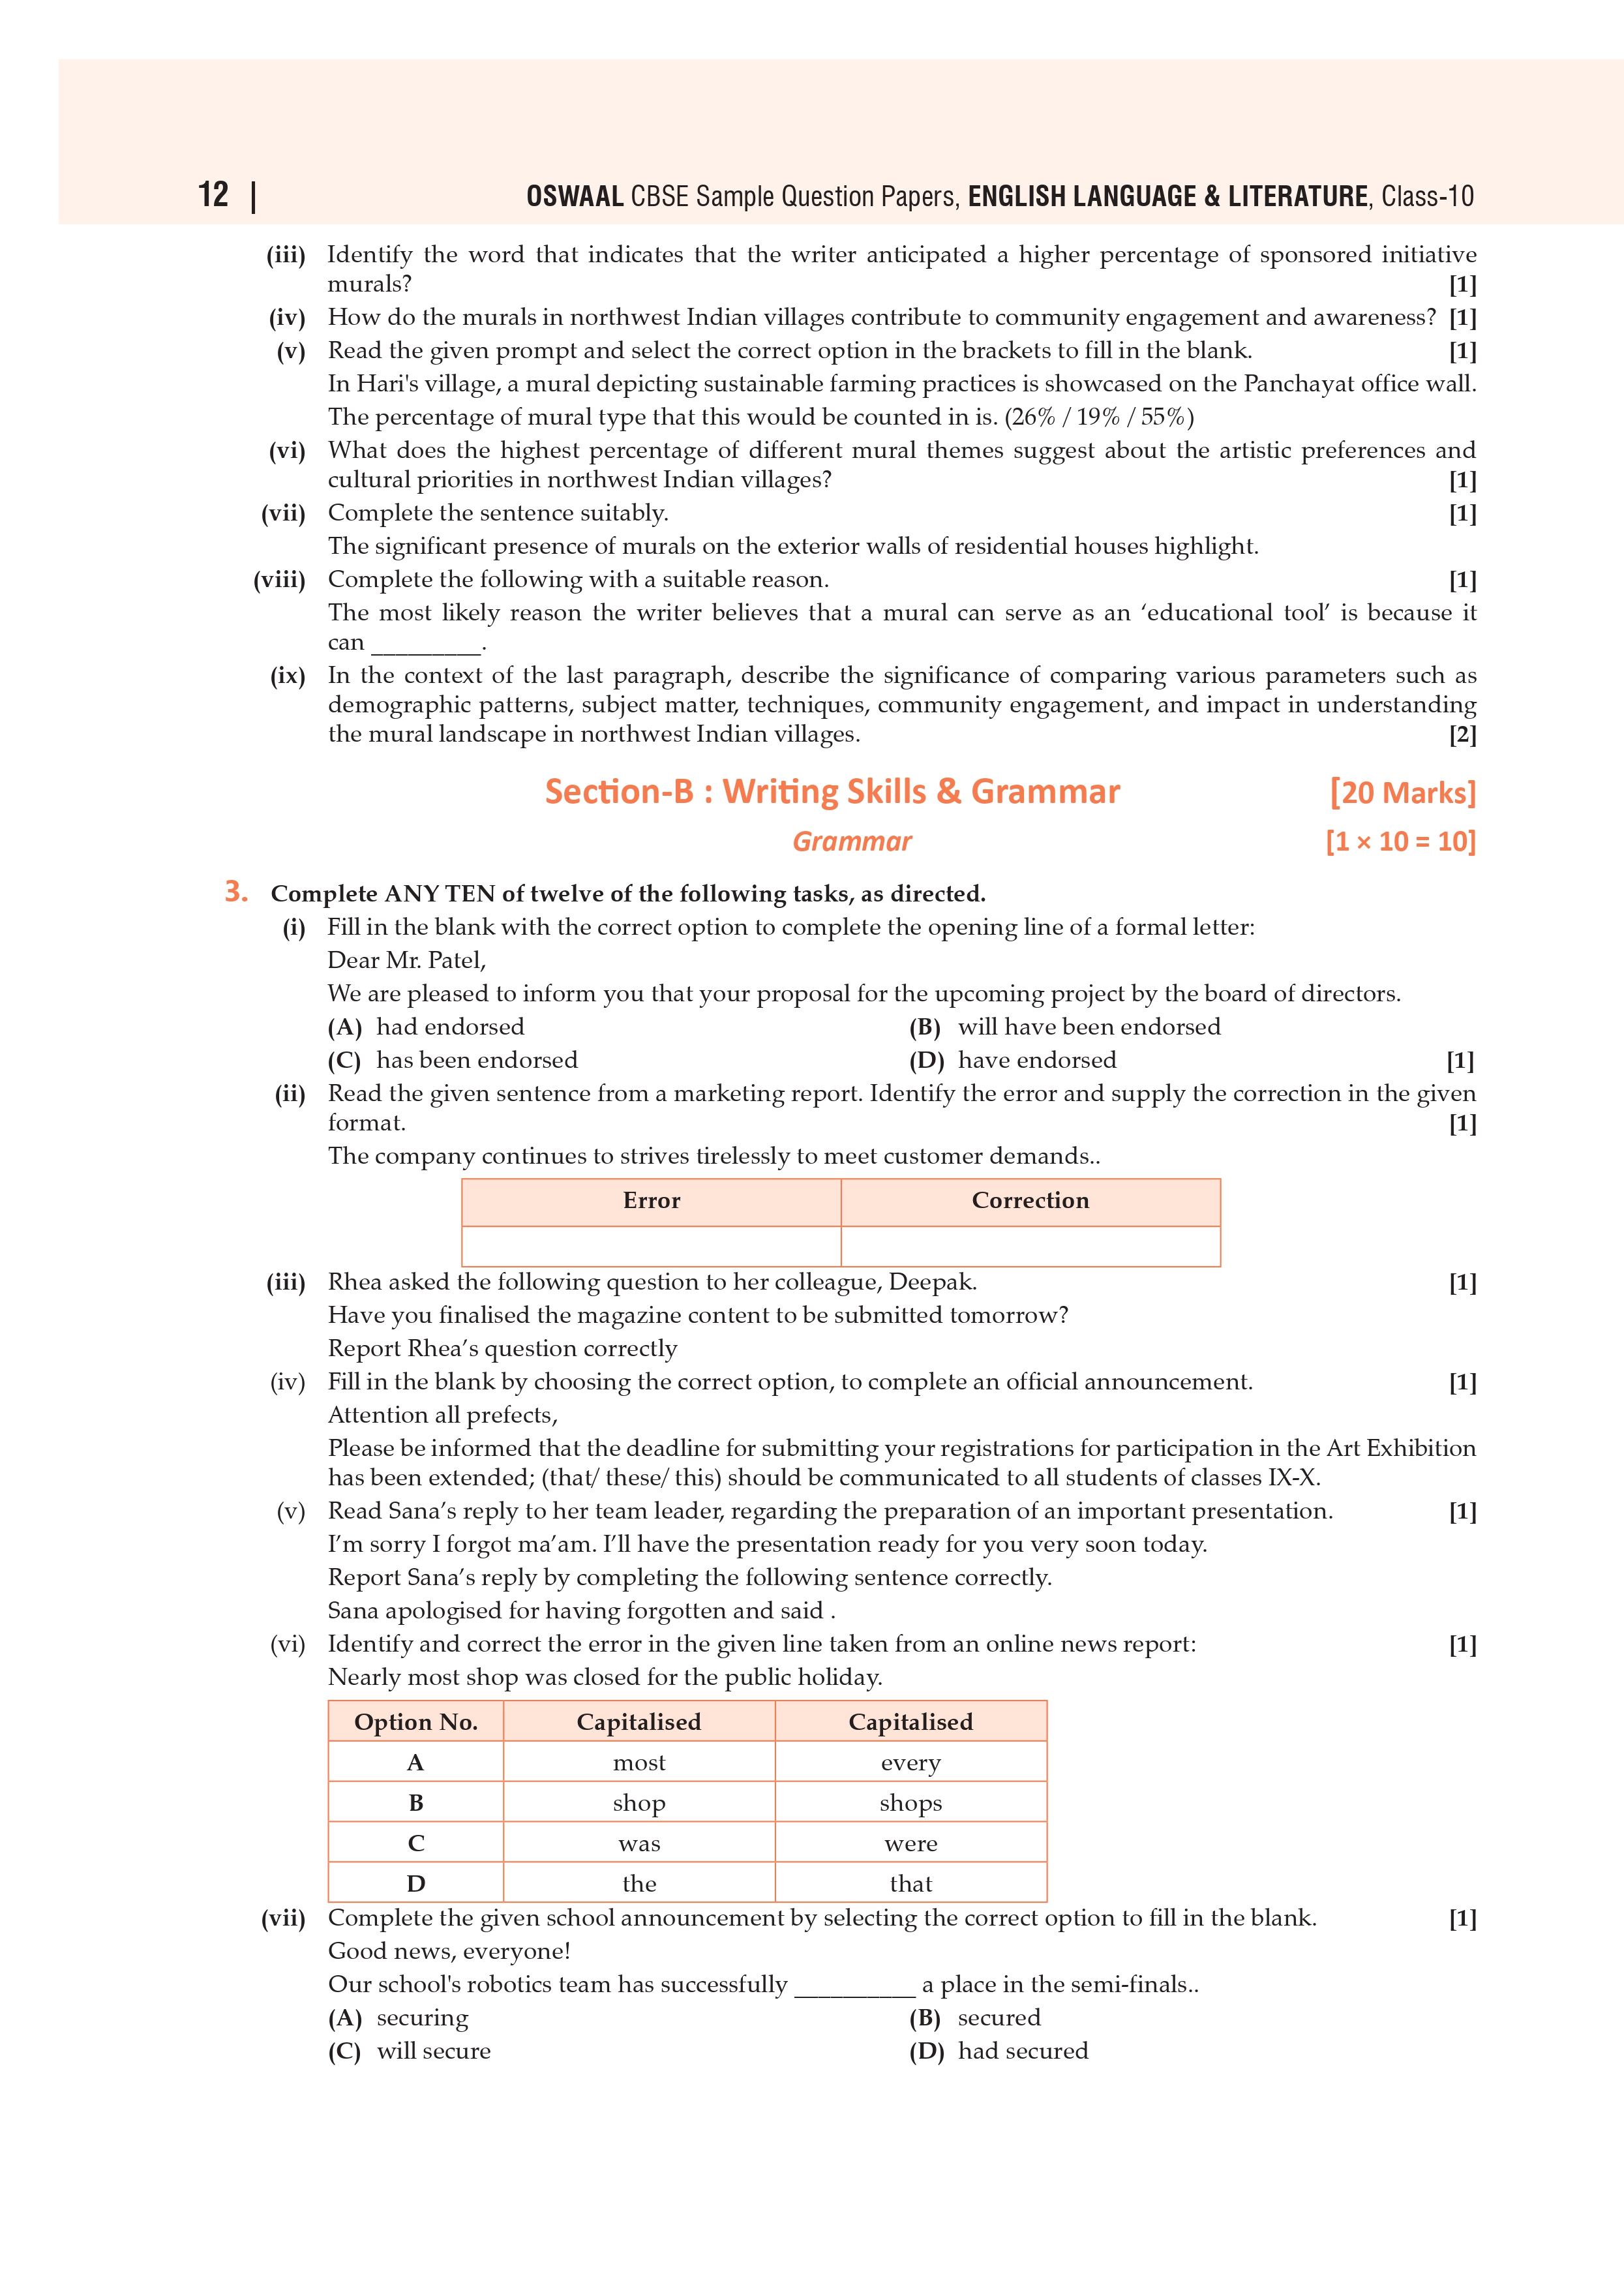 12 | OSWAAL CBSE Sample Question Papers, ENGLISH LANGUAGE & LITERATURE, Class-10
(iii) Identify the word that indicates that the writer anticipated a higher percentage of sponsored initiative
murals? [1]
(iv) How do the murals in northwest Indian villages contribute to community engagement and awareness? [1]
(v) Read the given prompt and select the correct option in the brackets to fill in the blank. [1]
In Hari's village, a mural depicting sustainable farming practices is showcased on the Panchayat office wall.
The percentage of mural type that this would be counted in is. (26% / 19% / 55%)
(vi) What does the highest percentage of different mural themes suggest about the artistic preferences and
cultural priorities in northwest Indian villages? [1]
(vii) Complete the sentence suitably. [1]
The significant presence of murals on the exterior walls of residential houses highlight.
(viii) Complete the following with a suitable reason. [1]
The most likely reason the writer believes that a mural can serve as an ‘educational tool’ is because it
can _________.
(ix) In the context of the last paragraph, describe the significance of comparing various parameters such as
demographic patterns, subject matter, techniques, community engagement, and impact in understanding
the mural landscape in northwest Indian villages. [2]
Section-B : Writing Skills & Grammar [20 Marks]
Grammar [1 × 10 = 10]
3. Complete ANY TEN of twelve of the following tasks, as directed.
(i) Fill in the blank with the correct option to complete the opening line of a formal letter:
Dear Mr. Patel,
We are pleased to inform you that your proposal for the upcoming project by the board of directors.
(A) had endorsed (B) will have been endorsed
(C) has been endorsed (D) have endorsed [1]
(ii) Read the given sentence from a marketing report. Identify the error and supply the correction in the given
format. [1]
The company continues to strives tirelessly to meet customer demands..
Error Correction
(iii) Rhea asked the following question to her colleague, Deepak. [1]
Have you finalised the magazine content to be submitted tomorrow?
Report Rhea’s question correctly
(iv) Fill in the blank by choosing the correct option, to complete an official announcement. [1]
Attention all prefects,
Please be informed that the deadline for submitting your registrations for participation in the Art Exhibition
has been extended; (that/ these/ this) should be communicated to all students of classes IX-X.
(v) Read Sana’s reply to her team leader, regarding the preparation of an important presentation. [1]
I’m sorry I forgot ma’am. I’ll have the presentation ready for you very soon today.
Report Sana’s reply by completing the following sentence correctly.
Sana apologised for having forgotten and said .
(vi) Identify and correct the error in the given line taken from an online news report: [1]
Nearly most shop was closed for the public holiday.
Option No. Capitalised Capitalised
A most every
B shop shops
C was were
D the that
(vii) Complete the given school announcement by selecting the correct option to fill in the blank. [1]
Good news, everyone!
Our school's robotics team has successfully __________ a place in the semi-finals..
(A) securing (B) secured
(C) will secure (D) had secured